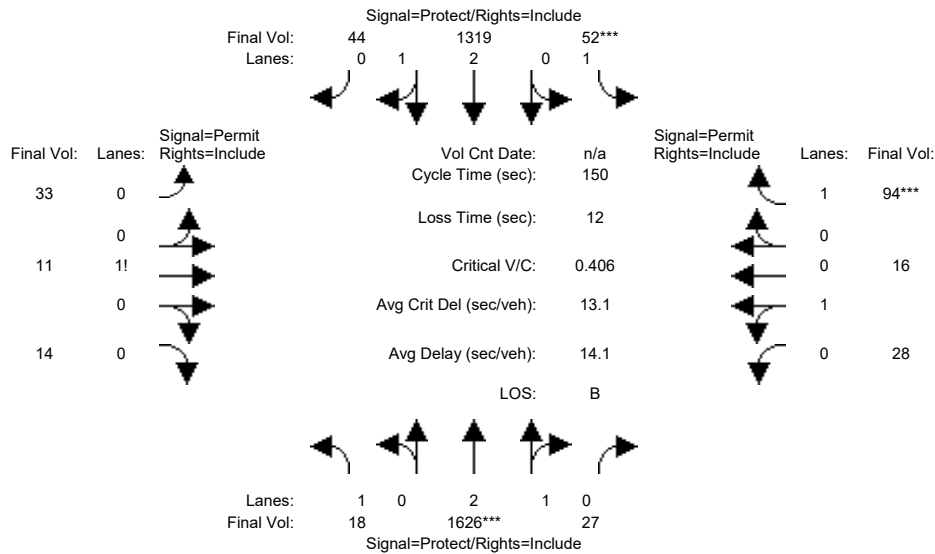 Signal=Protect/Rights=Include
Final Vol: 44 1319 52***
Lanes: 0 1 2 0 1
Signal=Permit
Final Vol: Lanes: Rights=Include
Vol Cnt Date: n/a
Signal=Permit
Rights=Include Lanes: Final Vol:
Cycle Time (sec): 150
33 0
1 94***
Loss Time (sec): 12
0
0
11 1!
Critical V/C: 0.406
0 16
0
Avg Crit Del (sec/veh): 13.1
1
14 0
Avg Delay (sec/veh): 14.1
0 28
LOS: B
Lanes: 1 0 2 1 0
Final Vol: 18 1626*** 27
Signal=Protect/Rights=Include